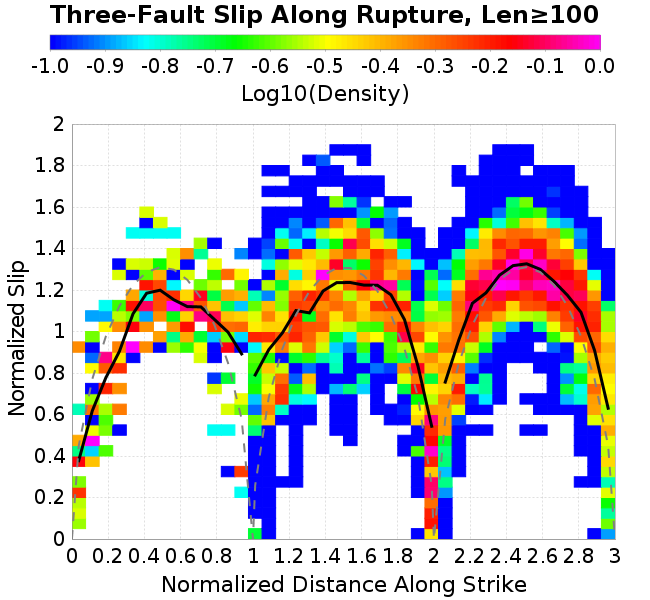 Three-Fault Slip Along Rupture, Len≥100
-1.0 -0.9 -0.8 -0.7 -0.6 -0.5 -0.4 -0.3 -0.2 -0.1 0.0
Log10(Density)
2
1.8
1.6
1.4
1.2
1
0.8
0.6
0.4
0.2
0
Normalized Slip
0 0.2 0.4 0.6 0.8 1 1.2 1.4 1.6 1.8 2 2.2 2.4 2.6 2.8 3
Normalized Distance Along Strike